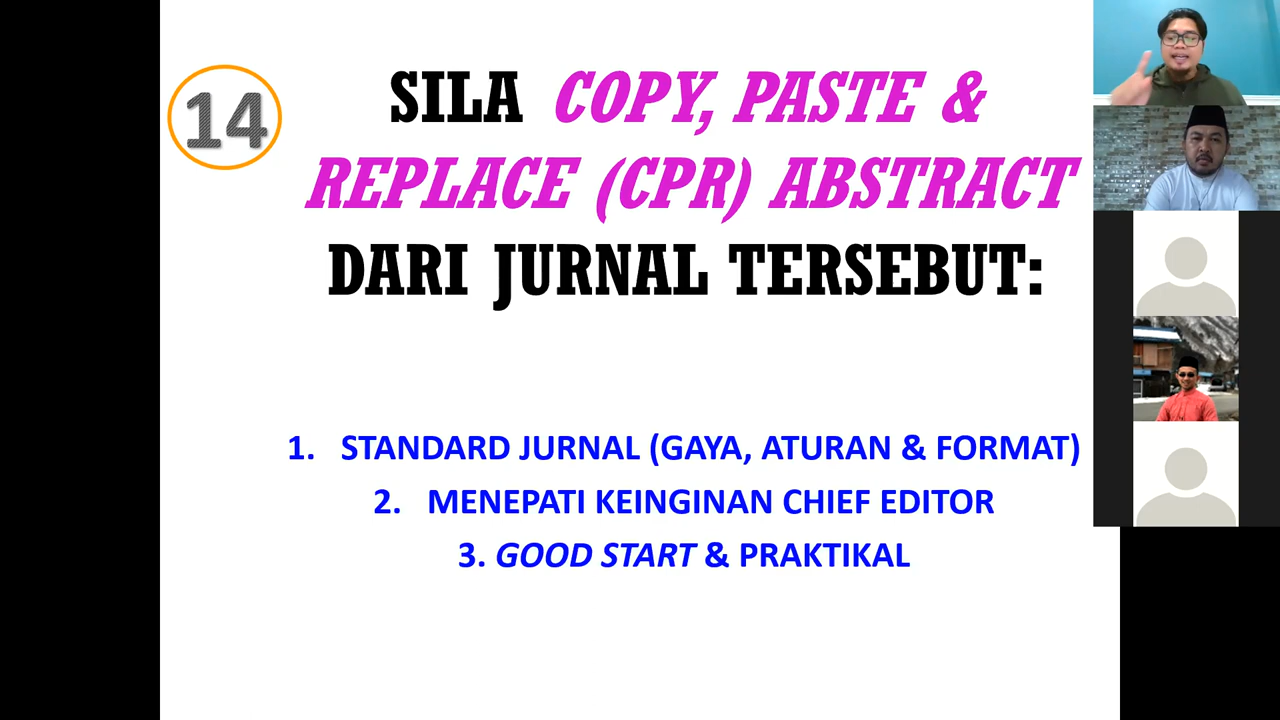 14
SILA COPY, PASTE &
REPLACE (CPR) ABSTRACT
DARI JURNAL TERSEBUT:
1. STANDARD JURNAL (GAYA, ATURAN & FORMAT)
2. MENEPATI KEINGINAN CHIEF EDITOR
3. GOOD START & PRAKTIKAL